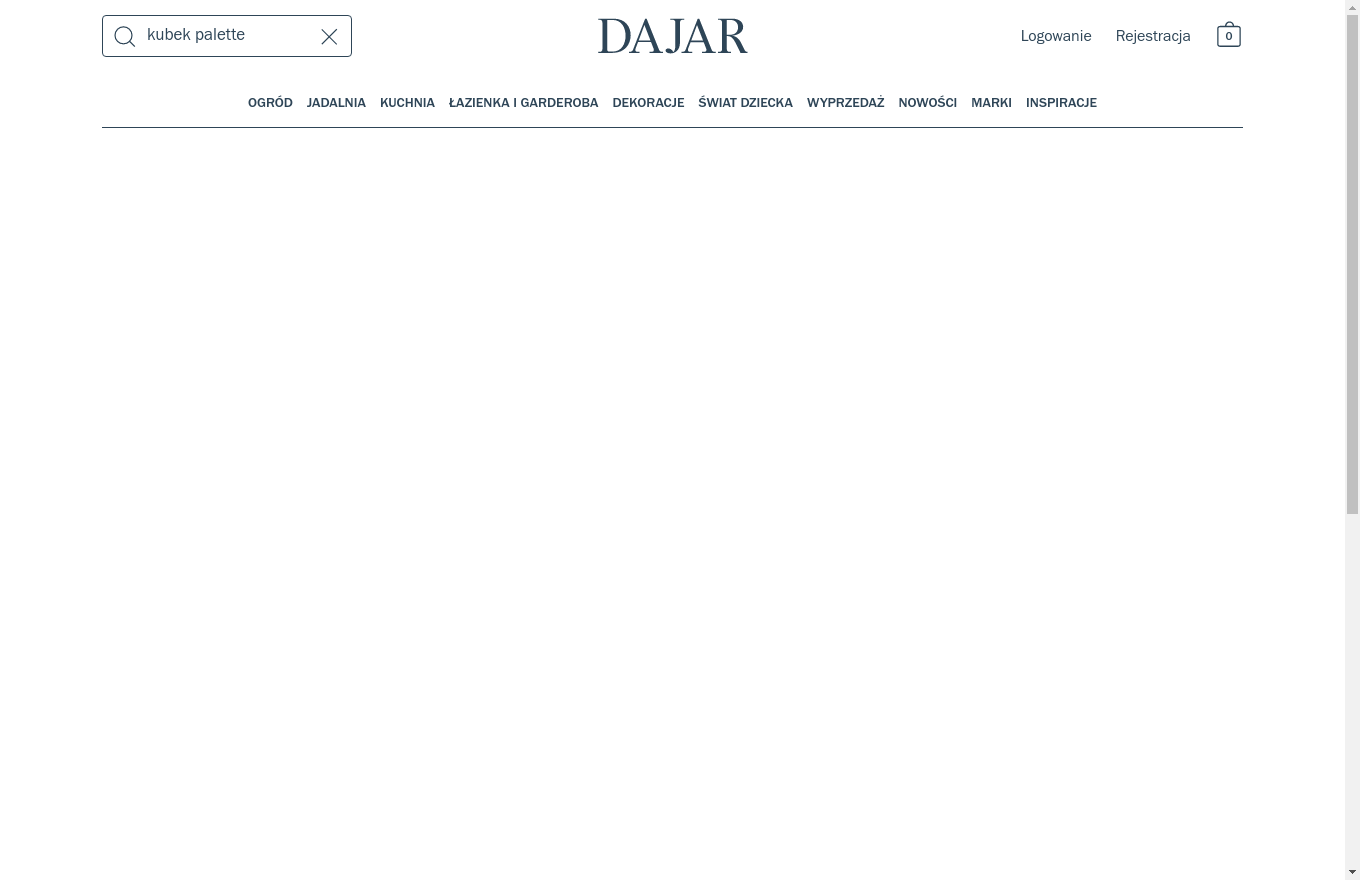 kubek palette
DAJAR
Logowanie
Rejestracja
0
OGRÓD JADALNIA KUCHNIA ŁAZIENKA I GARDEROBA DEKORACJE ŚWIAT DZIECKA WYPRZEDAŻ NOWOŚCI MARKI INSPIRACJE